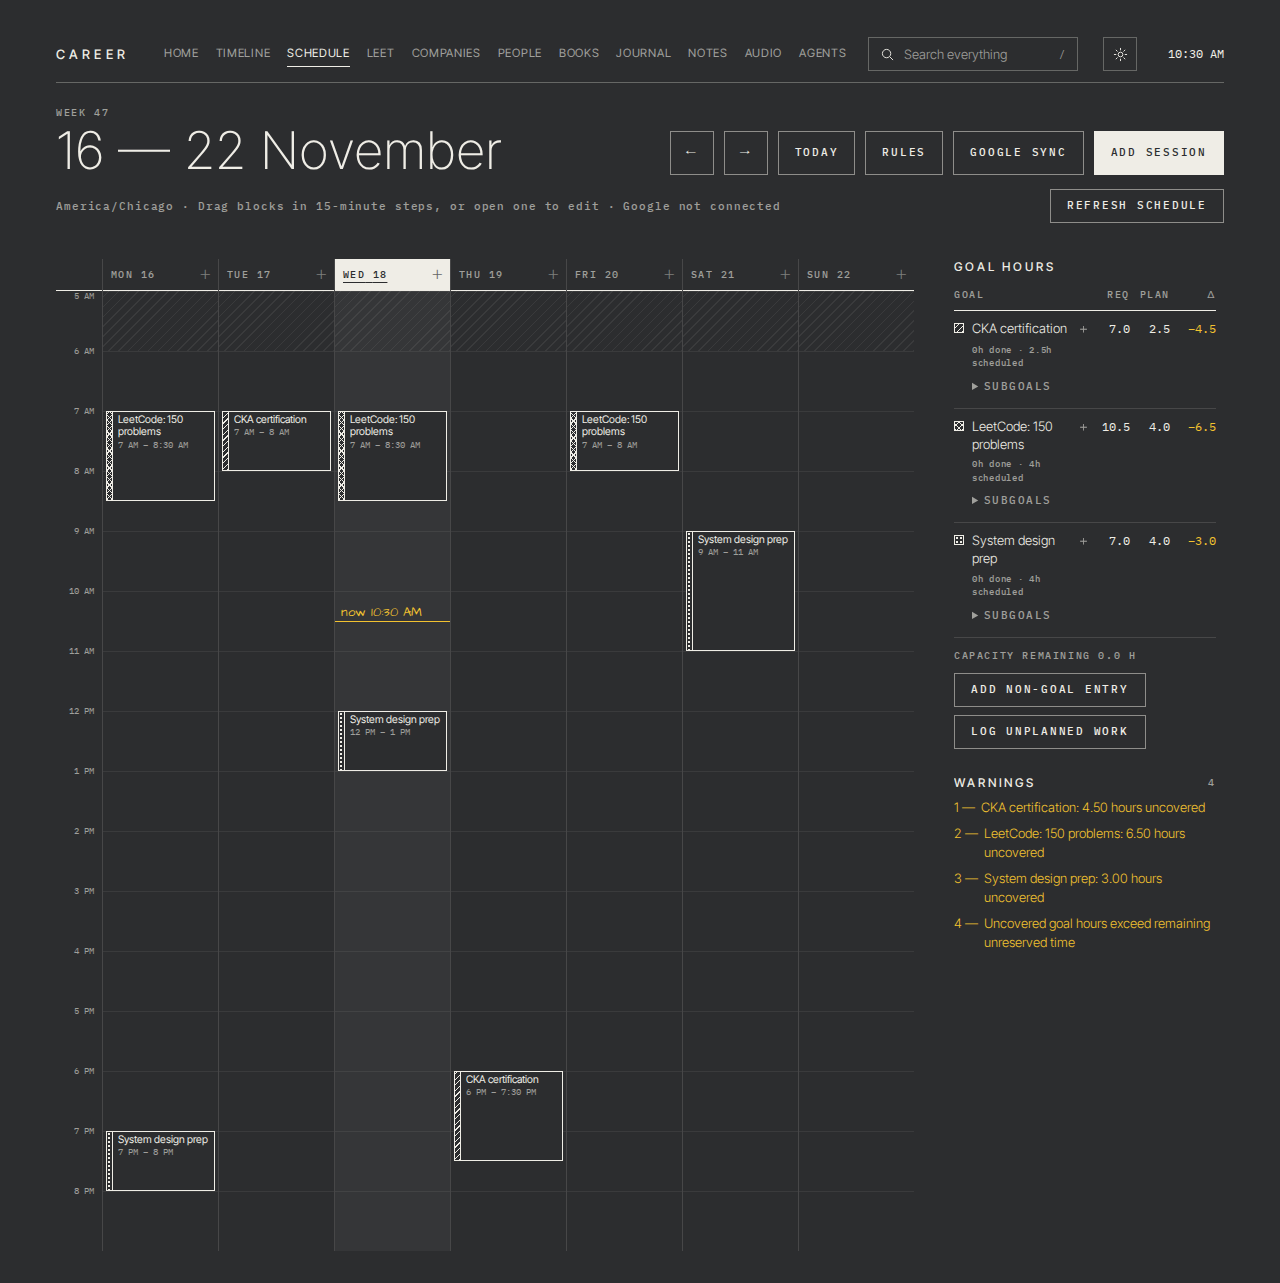 CAREER HOME TIMELINE SCHEDULE LEET COMPANIES PEOPLE BOOKS JOURNAL NOTES AUDIO AGENTS Search everything / 10:30 AM
WEEK 47
16 — 22 November
← → TODAY RULES GOOGLE SYNC ADD SESSION
America/Chicago · Drag blocks in 15-minute steps, or open one to edit · Google not connected
REFRESH SCHEDULE
MON 16 + TUE 17 + WED 18 + THU 19 + FRI 20 + SAT 21 + SUN 22 +
5 AM
6 AM
7 AM
LeetCode: 150 problems
7 AM – 8:30 AM
CKA certification
7 AM – 8 AM
LeetCode: 150 problems
7 AM – 8:30 AM
LeetCode: 150 problems
7 AM – 8 AM
8 AM
9 AM
System design prep
9 AM – 11 AM
10 AM
now 10:30 AM
11 AM
12 PM
System design prep
12 PM – 1 PM
1 PM
2 PM
3 PM
4 PM
5 PM
6 PM
CKA certification
6 PM – 7:30 PM
7 PM
System design prep
7 PM – 8 PM
8 PM
GOAL HOURS
GOAL REQ PLAN Δ
CKA certification + 7.0 2.5 −4.5
0h done · 2.5h
scheduled
▶ SUBGOALS
LeetCode: 150 + 10.5 4.0 −6.5
problems
0h done · 4h
scheduled
▶ SUBGOALS
System design + 7.0 4.0 −3.0
prep
0h done · 4h
scheduled
▶ SUBGOALS
CAPACITY REMAINING 0.0 H
ADD NON-GOAL ENTRY
LOG UNPLANNED WORK
WARNINGS 4
1 — CKA certification: 4.50 hours uncovered
2 — LeetCode: 150 problems: 6.50 hours
uncovered
3 — System design prep: 3.00 hours
uncovered
4 — Uncovered goal hours exceed remaining
unreserved time